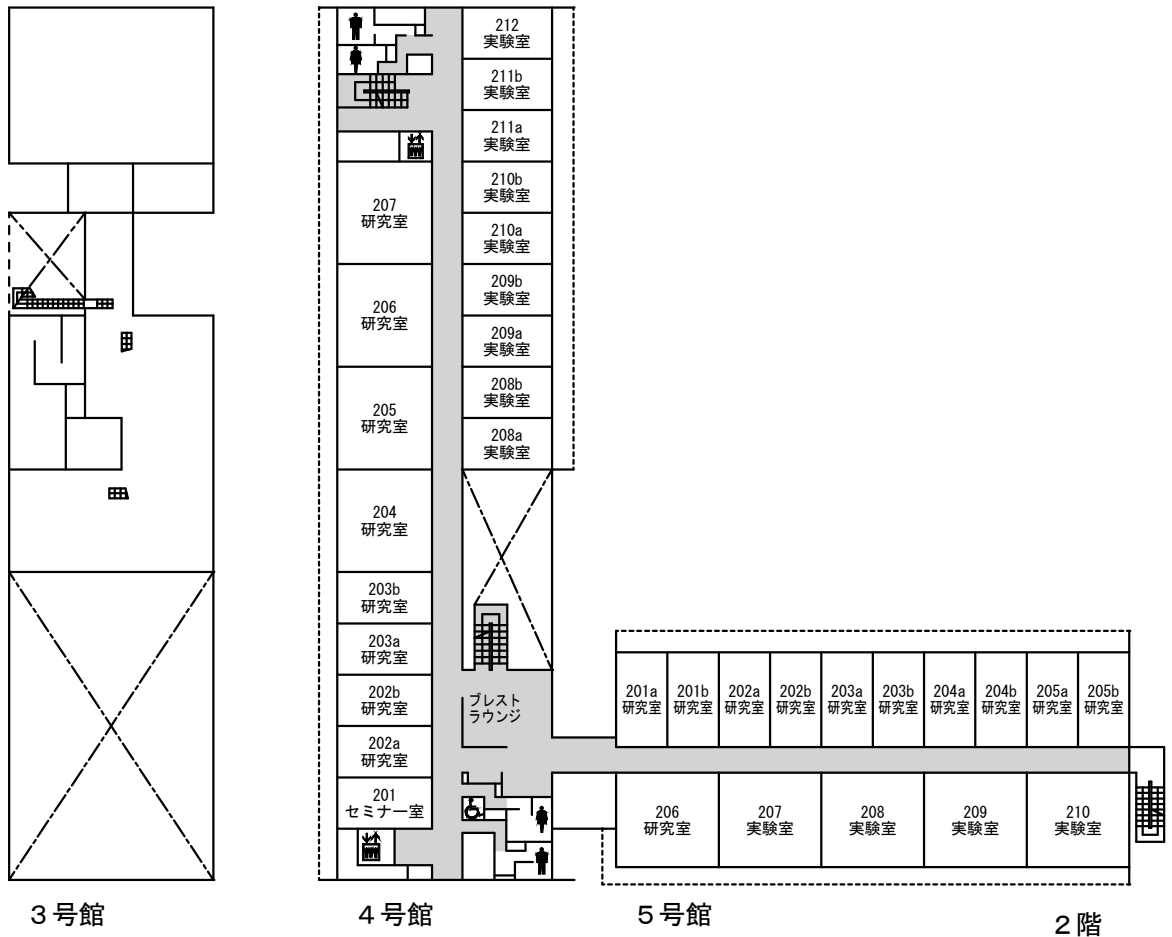 212
実験室
211b
実験室
211a
実験室
210b
実験室
210a
実験室
209b
実験室
209a
実験室
208b
実験室
208a
実験室
207
研究室
206
研究室
205
研究室
204
研究室
203b
研究室
203a
研究室
202b
研究室
202a
研究室
201
セミナー室
ブレスト
ラウンジ
201a
研究室
201b
研究室
202a
研究室
202b
研究室
203a
研究室
203b
研究室
204a
研究室
204b
研究室
205a
研究室
205b
研究室
206
研究室
207
実験室
208
実験室
209
実験室
210
実験室
3号館
4号館
5号館
2階